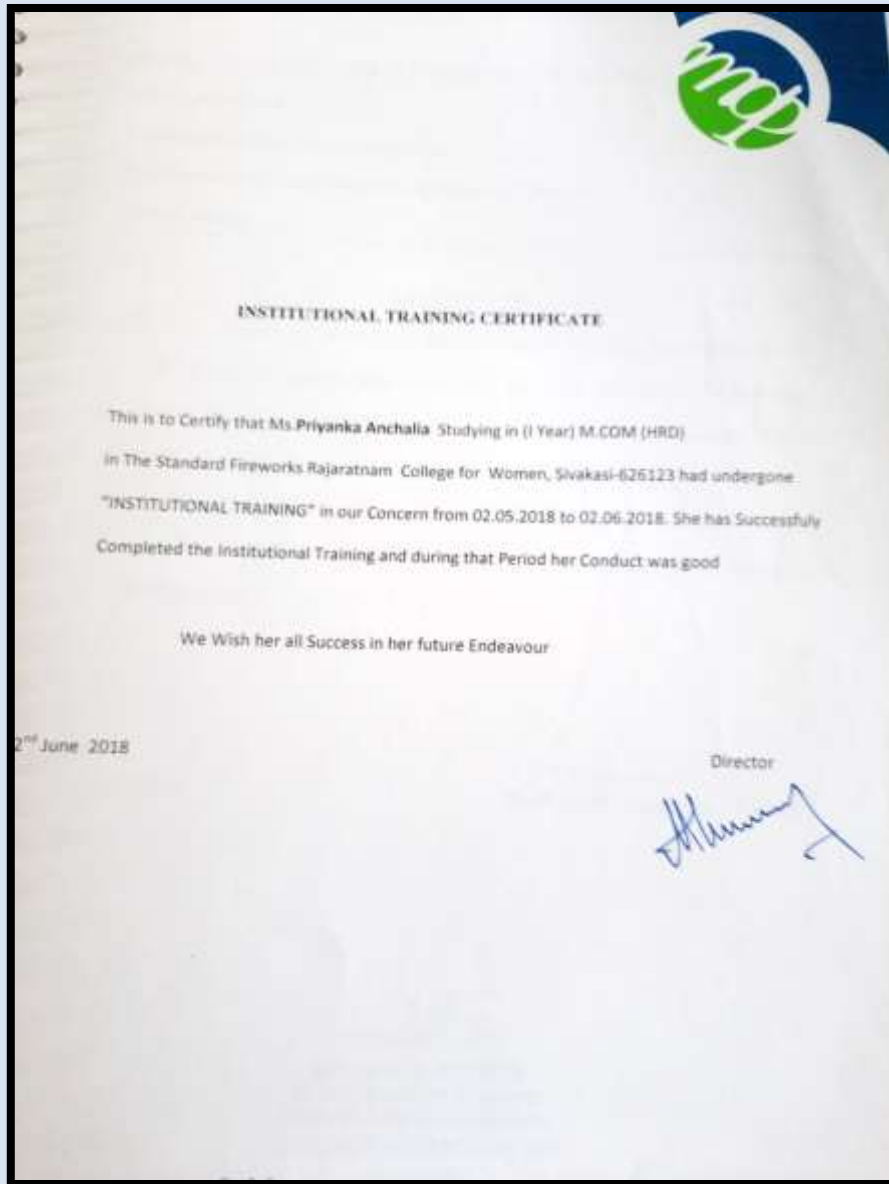 mdp
INSTITUTIONAL TRAINING CERTIFICATE
This is to Certify that Ms.Priyanka Anchalia Studying in (I Year) M.COM (HRD)
in The Standard Fireworks Rajaratnam College for Women, Sivakasi-626123 had undergone
"INSTITUTIONAL TRAINING" in our Concern from 02.05.2018 to 02.06.2018. She has Successfuly
Completed the Institutional Training and during that Period her Conduct was good
We Wish her all Success in her future Endeavour
2nd June 2018
Director